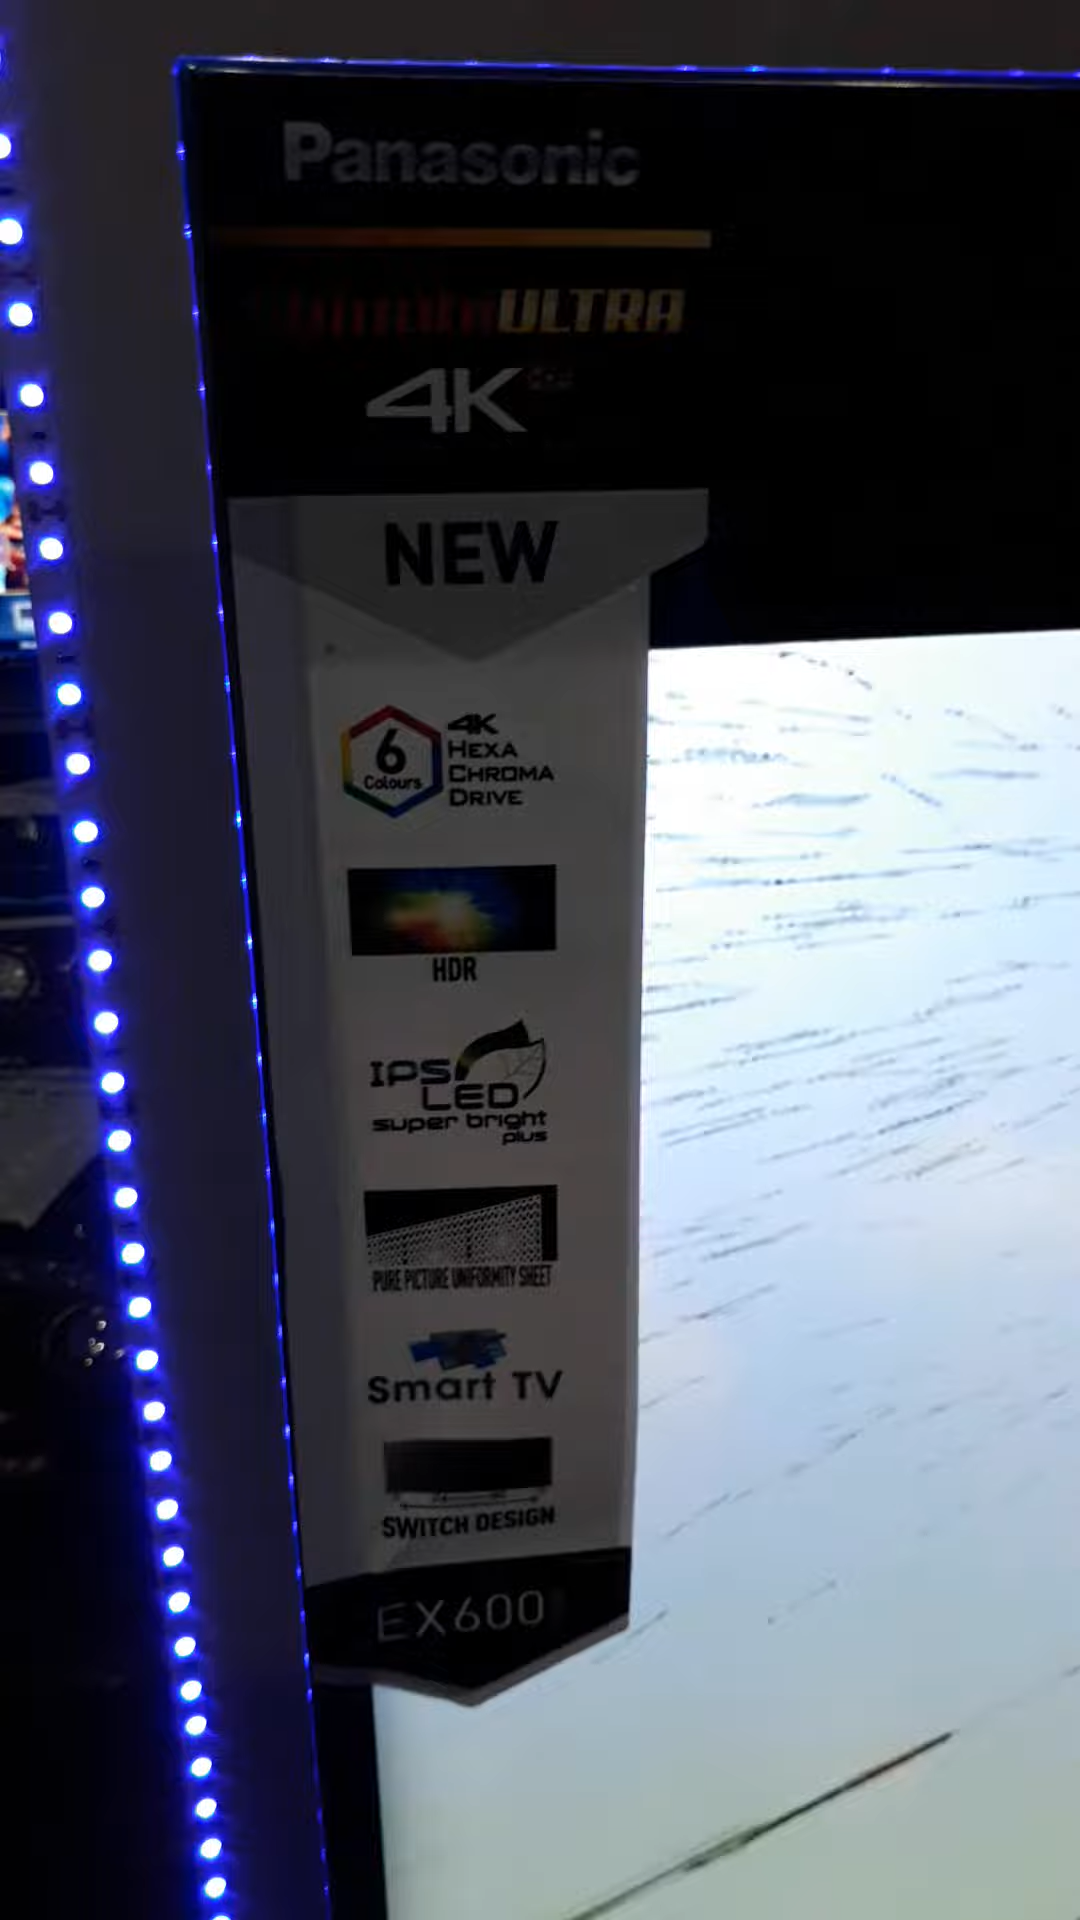 Panasonic
ULTRA
4K
NEW
6
Colours
4K
HEXA
CHROMA
DRIVE
HDR
IPS
LED
super bright
plus
PURE PICTURE UNIFORMITY SHEET
Smart TV
SWITCH DESIGN
EX600